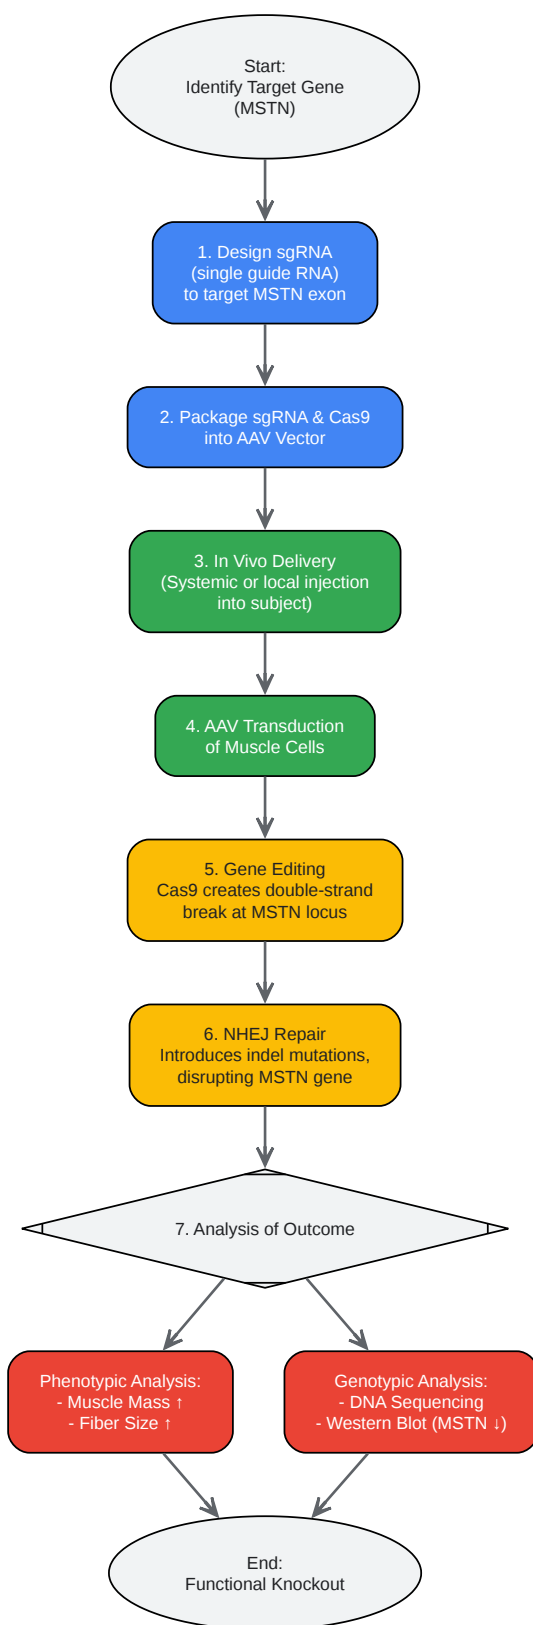 Start:
Identify Target Gene
(MSTN)
1. Design sgRNA
(single guide RNA)
to target MSTN exon
2. Package sgRNA & Cas9
into AAV Vector
3. In Vivo Delivery
(Systemic or local injection
into subject)
4. AAV Transduction
of Muscle Cells
5. Gene Editing
Cas9 creates double-strand
break at MSTN locus
6. NHEJ Repair
Introduces indel mutations,
disrupting MSTN gene
7. Analysis of Outcome
Phenotypic Analysis:
- Muscle Mass ↑
- Fiber Size ↑
Genotypic Analysis:
- DNA Sequencing
- Western Blot (MSTN ↓)
End:
Functional Knockout